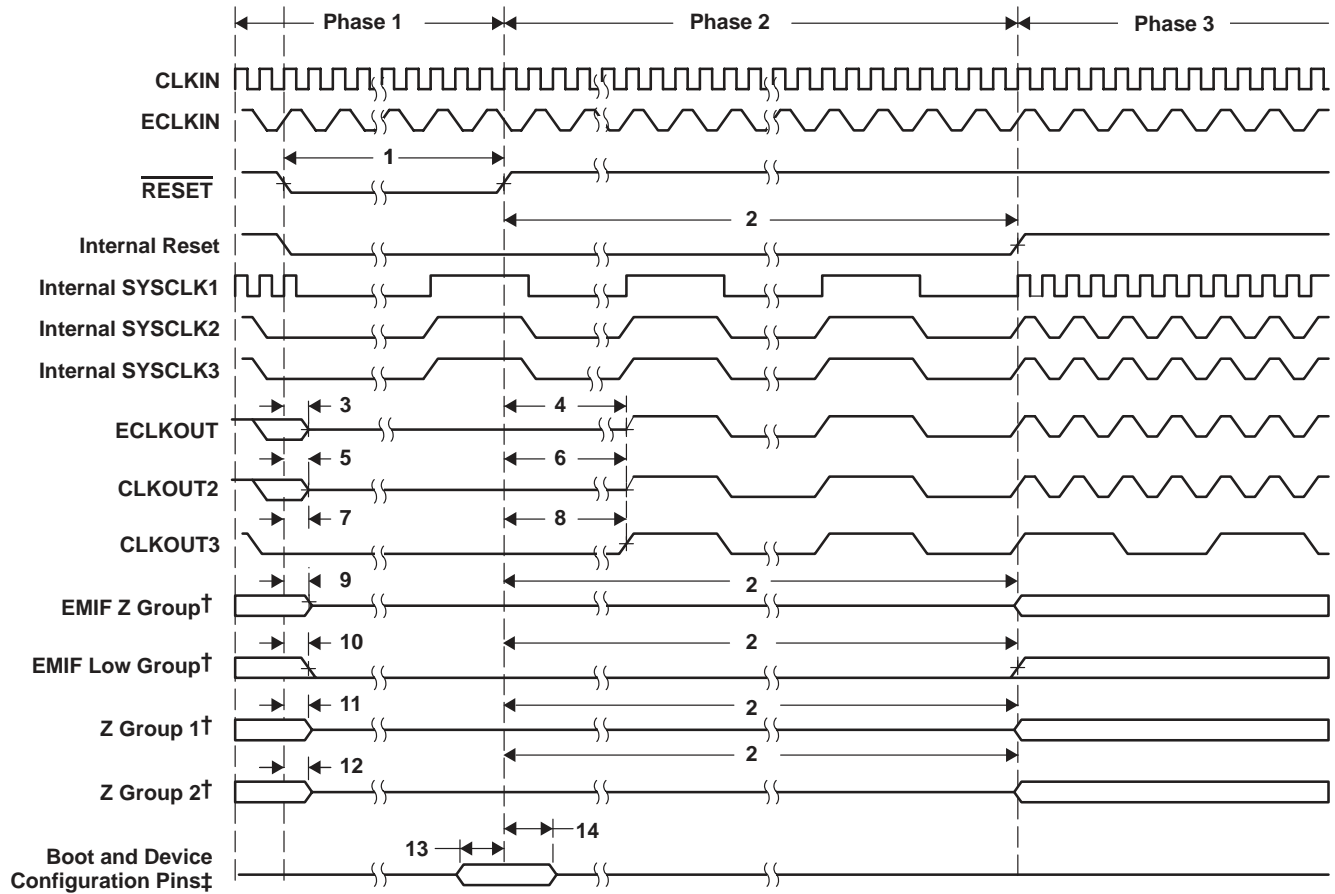 Phase 1
Phase 2
Phase 3
CLKIN
ECLKIN
1
RESET
2
Internal Reset
Internal SYSCLK1
Internal SYSCLK2
Internal SYSCLK3
3
4
ECLKOUT
5
6
CLKOUT2
7
8
CLKOUT3
9
2
EMIF Z Group†
10
2
EMIF Low Group†
11
2
Z Group 1†
2
12
Z Group 2†
14
13
Boot and Device
Configuration Pins‡